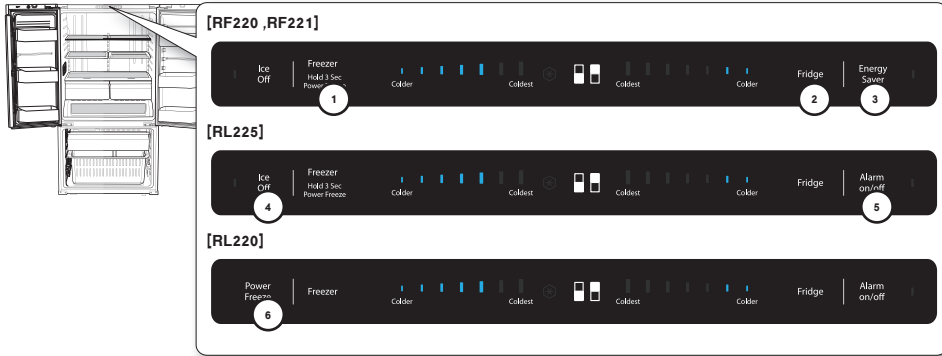 [RF220 ,RF221]
Ice
Off
Freezer
Hold 3 Sec
Power Freeze
Colder
Coldest
Coldest
Colder
Fridge
Energy
Saver
1
2
3
[RL225]
Ice
Off
Freezer
Hold 3 Sec
Power Freeze
Colder
Coldest
Coldest
Colder
Fridge
Alarm
on/off
4
5
[RL220]
Power
Freeze
Freezer
Colder
Coldest
Coldest
Colder
Fridge
Alarm
on/off
6